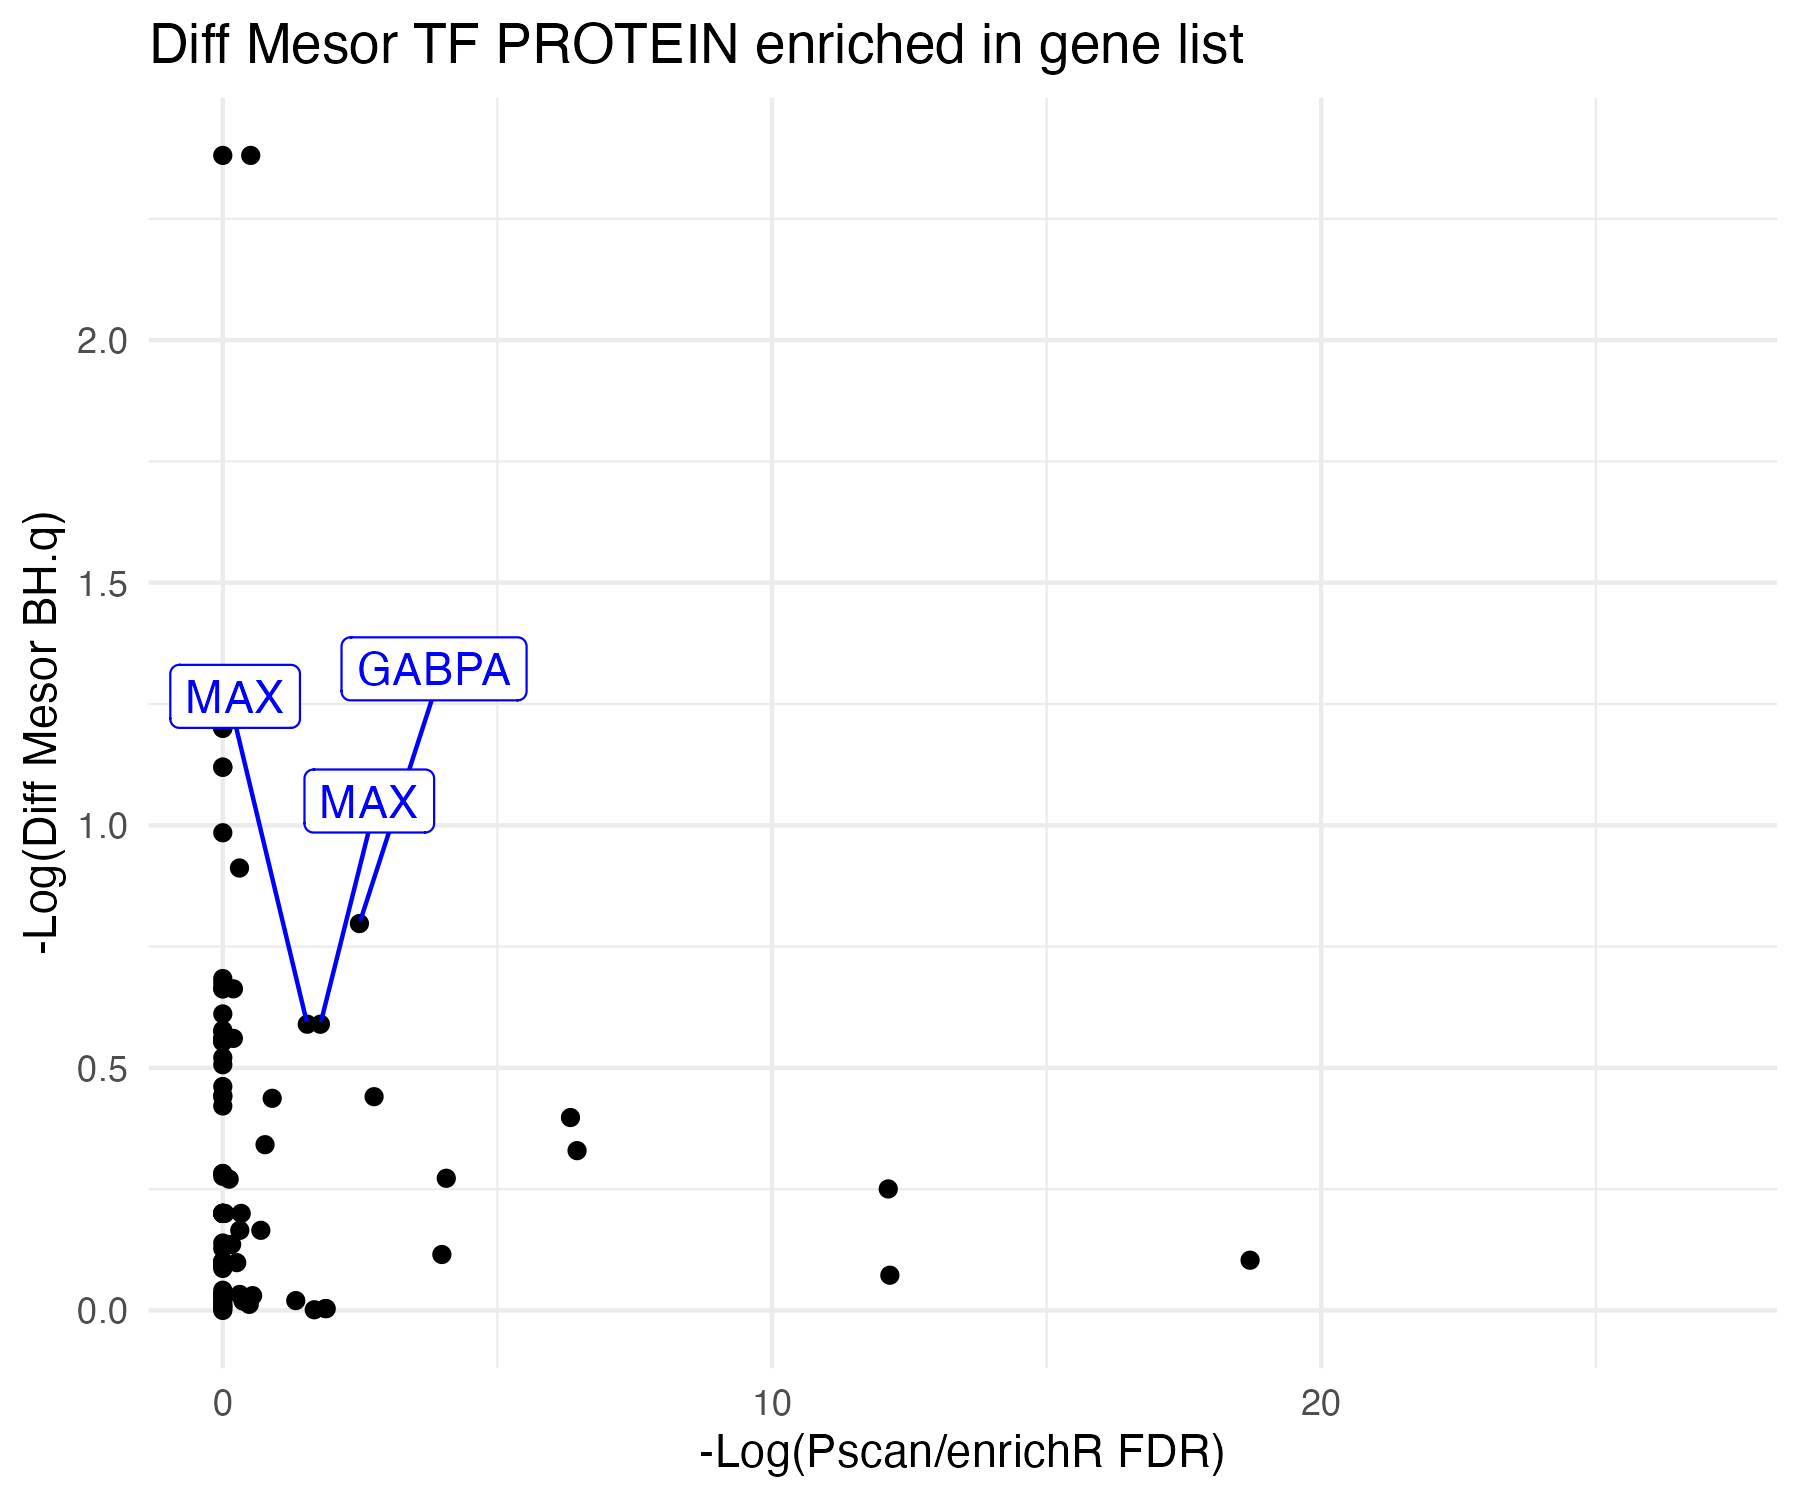 Diff Mesor TF PROTEIN enriched in gene list
-Log(Diff Mesor BH.q)
2.0
1.5
1.0
0.5
0.0
GABPA
MAX
MAX
0
10
20
-Log(Pscan/enrichR FDR)